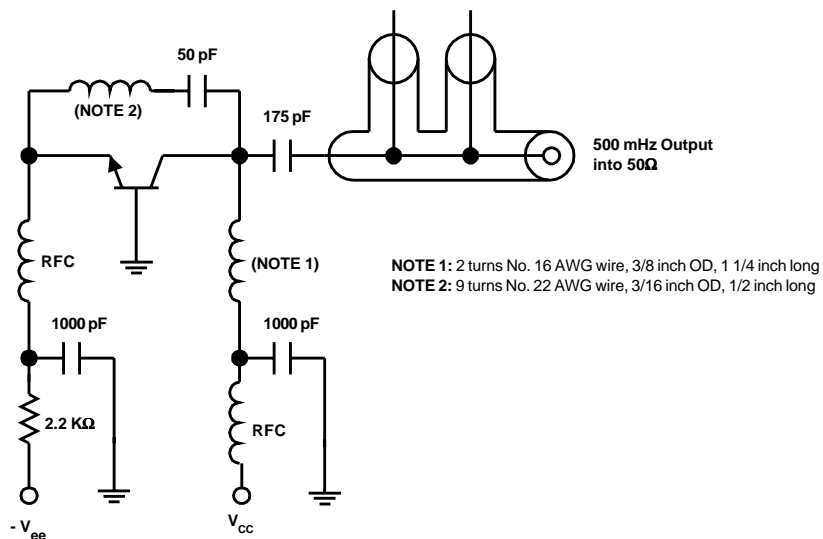 50 pF
(NOTE 2)
175 pF
500 mHz Output
into 50Ω
RFC
(NOTE 1)
NOTE 1: 2 turns No. 16 AWG wire, 3/8 inch OD, 1 1/4 inch long
NOTE 2: 9 turns No. 22 AWG wire, 3/16 inch OD, 1/2 inch long
1000 pF
1000 pF
2.2 KΩ
RFC
- Vee
VCC